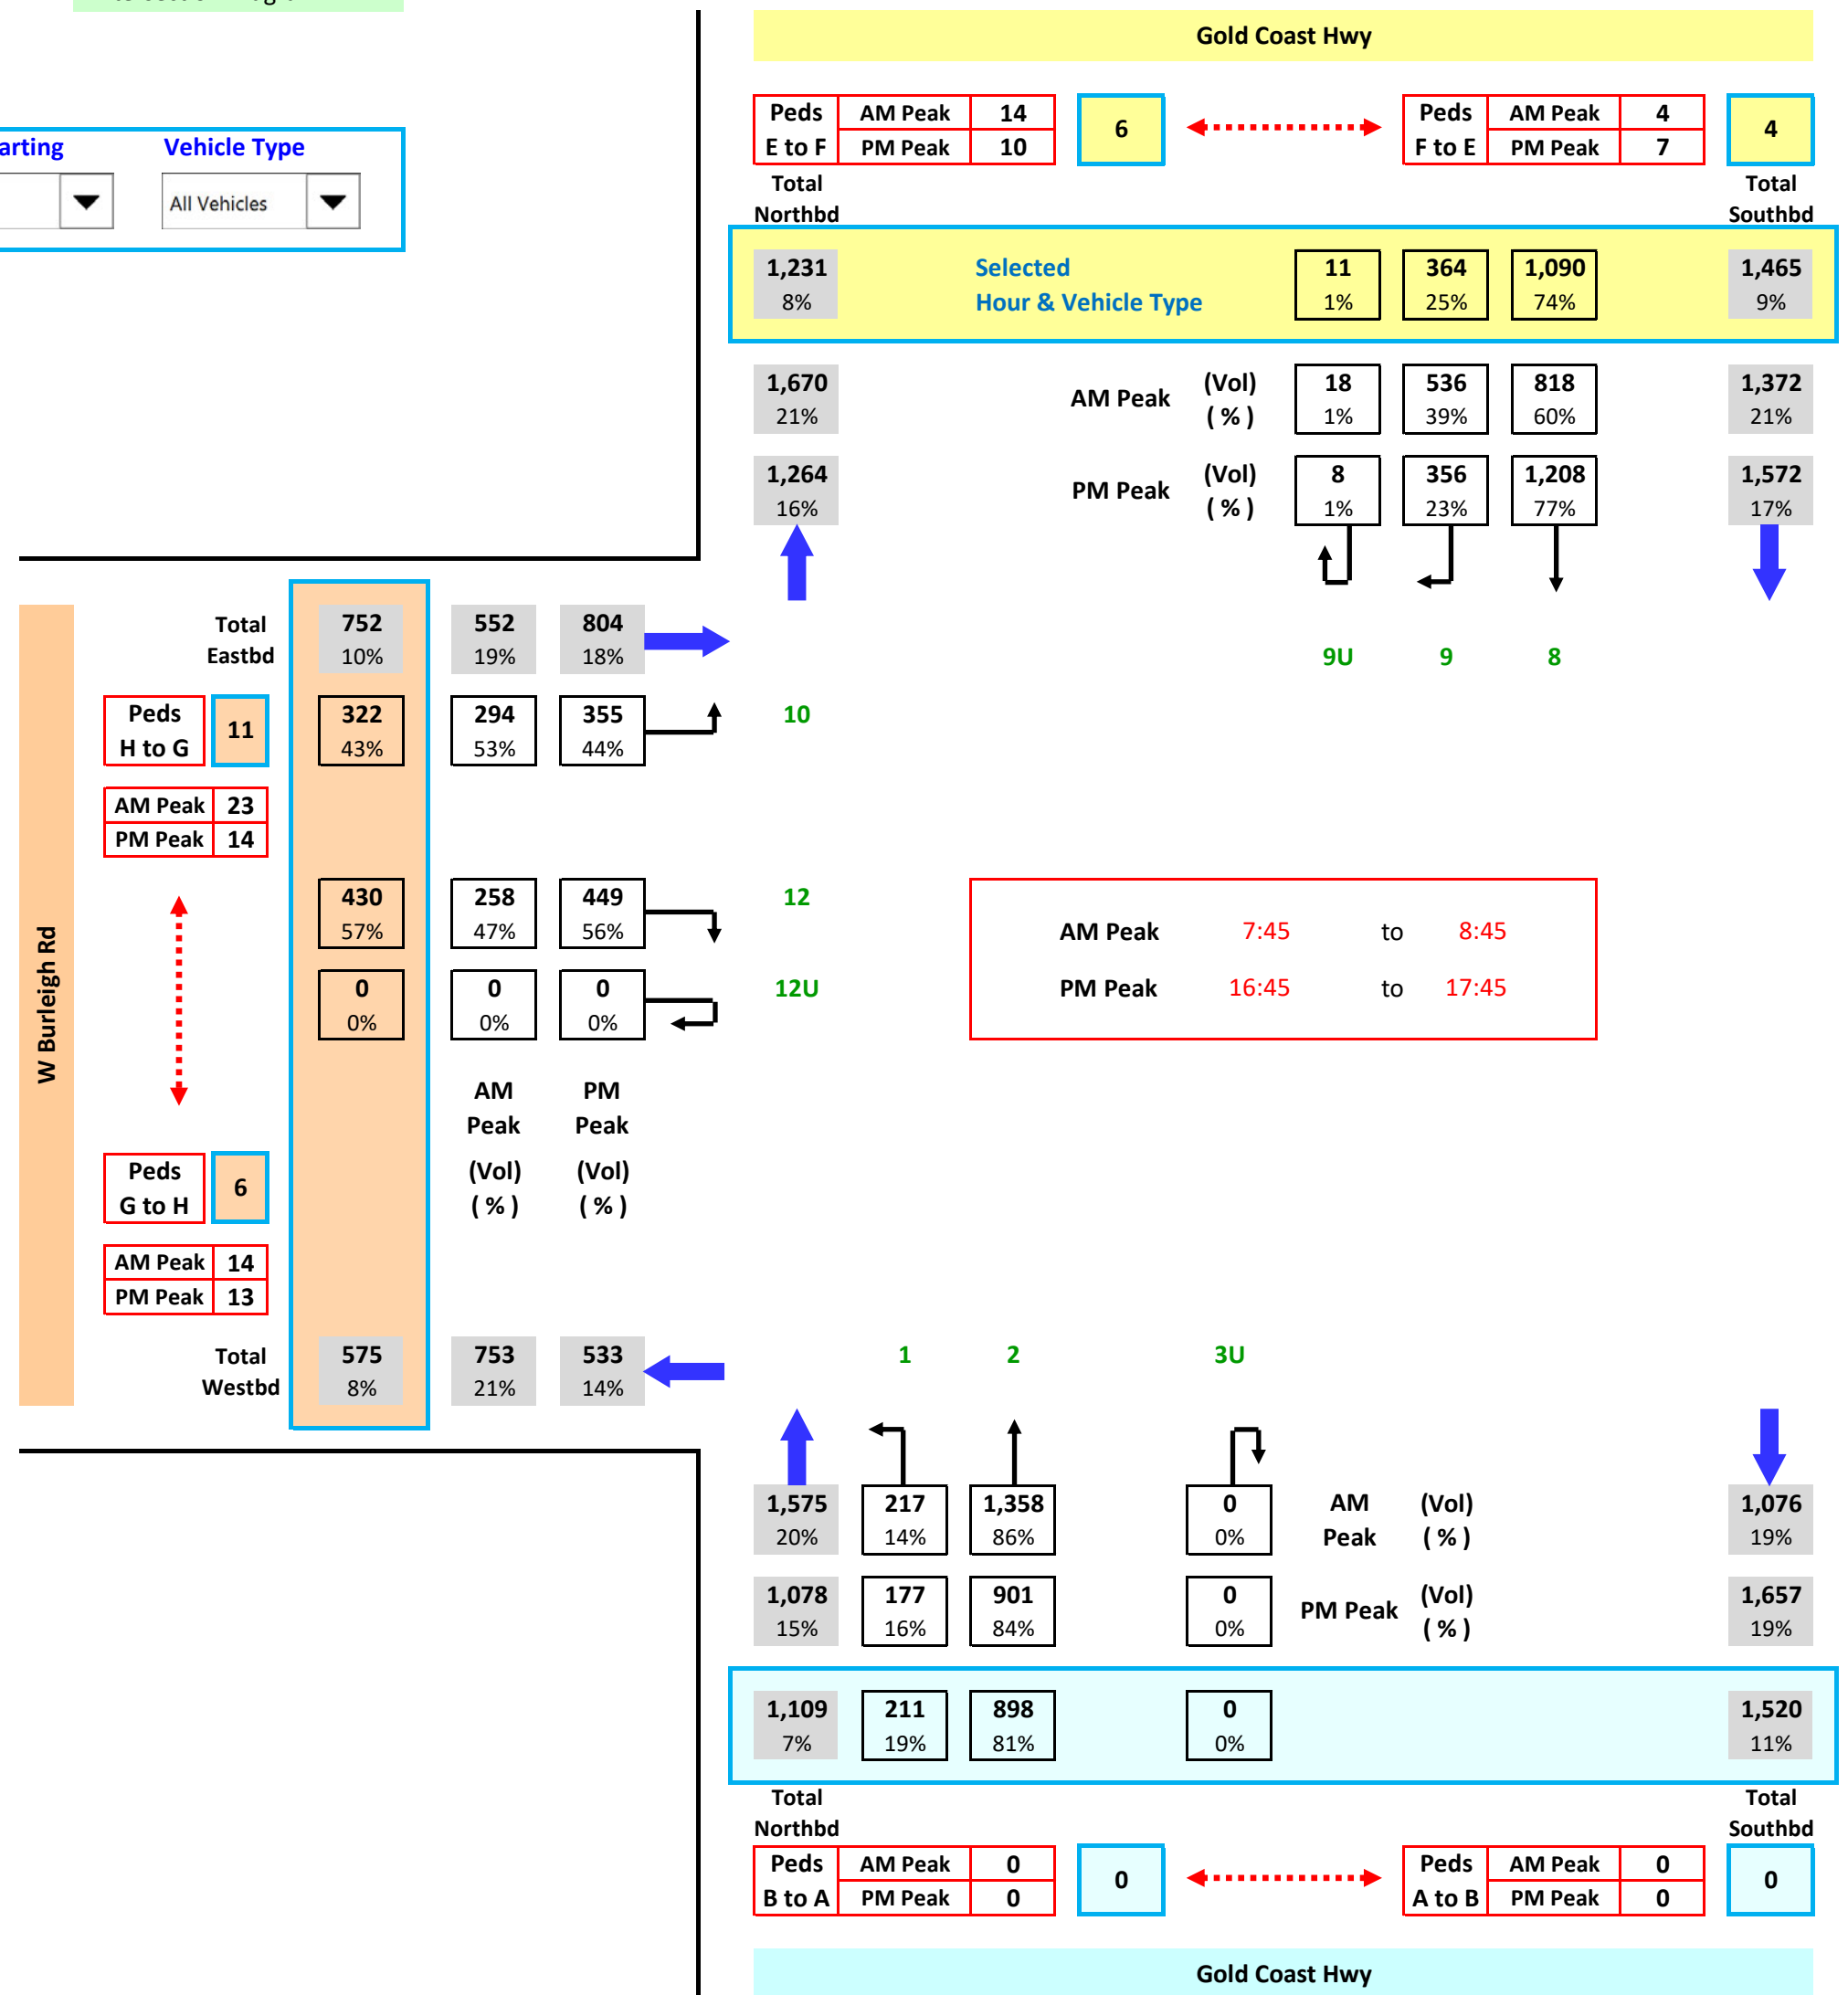 Gold Coast Hwy
Peds AM Peak 14 6 Peds AM Peak 4 4
E to F PM Peak 10 F to E PM Peak 7
Vehicle Type
All Vehicles
Total Total
Northbd Southbd
1,231 Selected 11 364 1,090 1,465
8% Hour & Vehicle Type 1% 25% 74% 9%
1,670 AM Peak (Vol) 18 536 818 1,372
21% ( % ) 1% 39% 60% 21%
1,264 PM Peak (Vol) 8 356 1,208 1,572
16% ( % ) 1% 23% 77% 17%
Total 752 552 804
Eastbd 10% 19% 18%
9U 9 8
Peds 11 322 294 355 10
H to G 43% 53% 44%
AM Peak 23
PM Peak 14
430 258 449 12
57% 47% 56%
AM Peak 7:45 to 8:45
W Burleigh Rd
0 0 0 12U
0% 0% 0%
PM Peak 16:45 to 17:45
AM PM
Peak Peak
Peds 6 (Vol) (Vol)
G to H ( % ) ( % )
AM Peak 14
PM Peak 13
Total 575 753 533 1 2 3U
Westbd 8% 21% 14%
1,575 217 1,358 0 AM (Vol) 1,076
20% 14% 86% 0% Peak ( % ) 19%
1,078 177 901 0 PM Peak (Vol) 1,657
15% 16% 84% 0% ( % ) 19%
1,109 211 898 0 1,520
7% 19% 81% 0% 11%
Total Total
Northbd Southbd
Peds AM Peak 0 0 Peds AM Peak 0 0
B to A PM Peak 0 A to B PM Peak 0
Gold Coast Hwy